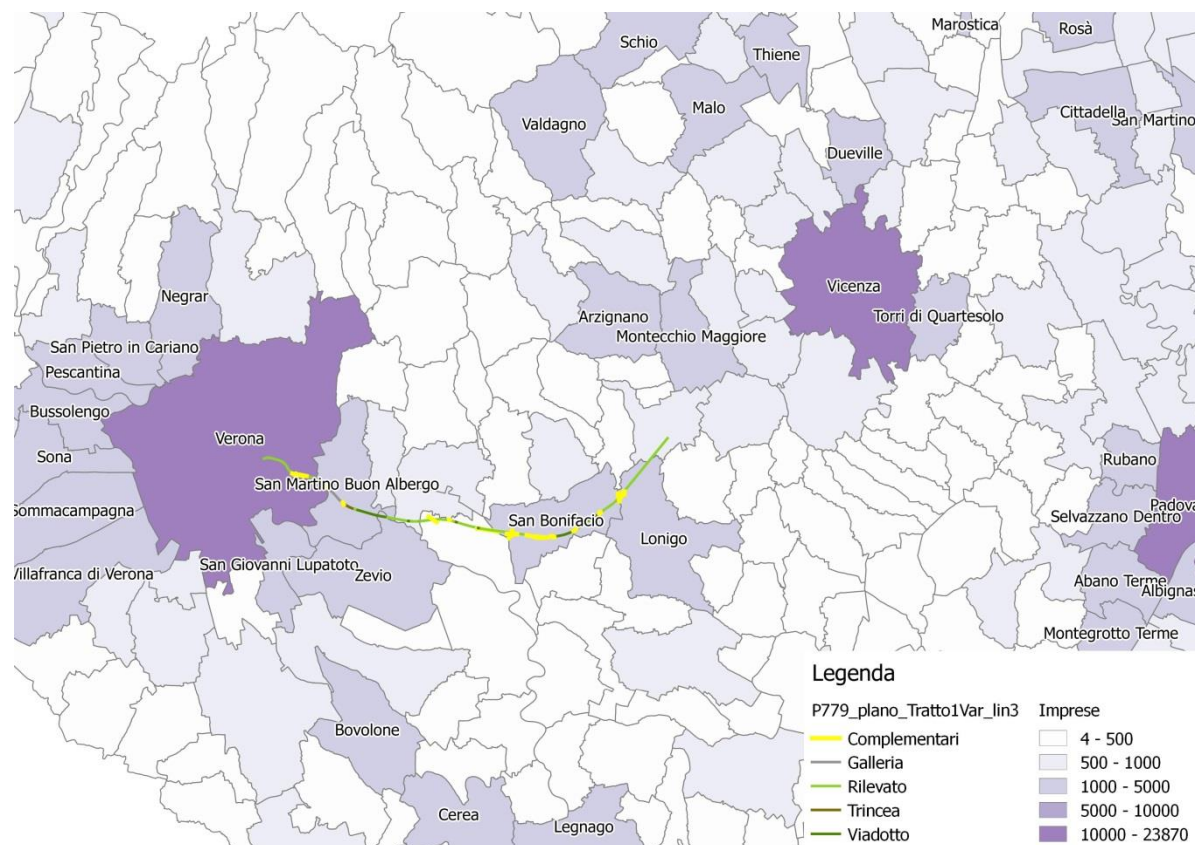 Marostica
Rosà
Schio
Thiene
Valdagno
Malo
Cittadella
San Martino
Dueville
Negrar
Vicenza
Arzignano
Torri di Quartesolo
Montecchio Maggiore
San Pietro in Cariano
Pescantina
Bussolengo
Verona
Sona
Rubano
San Martino Buon Albergo
Padova
Sommacampagna
San Bonifacio
Selvazzano Dentro
Lonigo
San Giovanni Lupatoto
Villafranca di Verona
Zevio
Abano Terme
Albignas
Montegrotto Terme
Bovolone
Cerea
Legnago
Legenda
P779_plano_Tratto1Var_lin3
Complementari
Galleria
Rilevato
Trincea
Viadotto
Imprese
4 - 500
500 - 1000
1000 - 5000
5000 - 10000
10000 - 23870